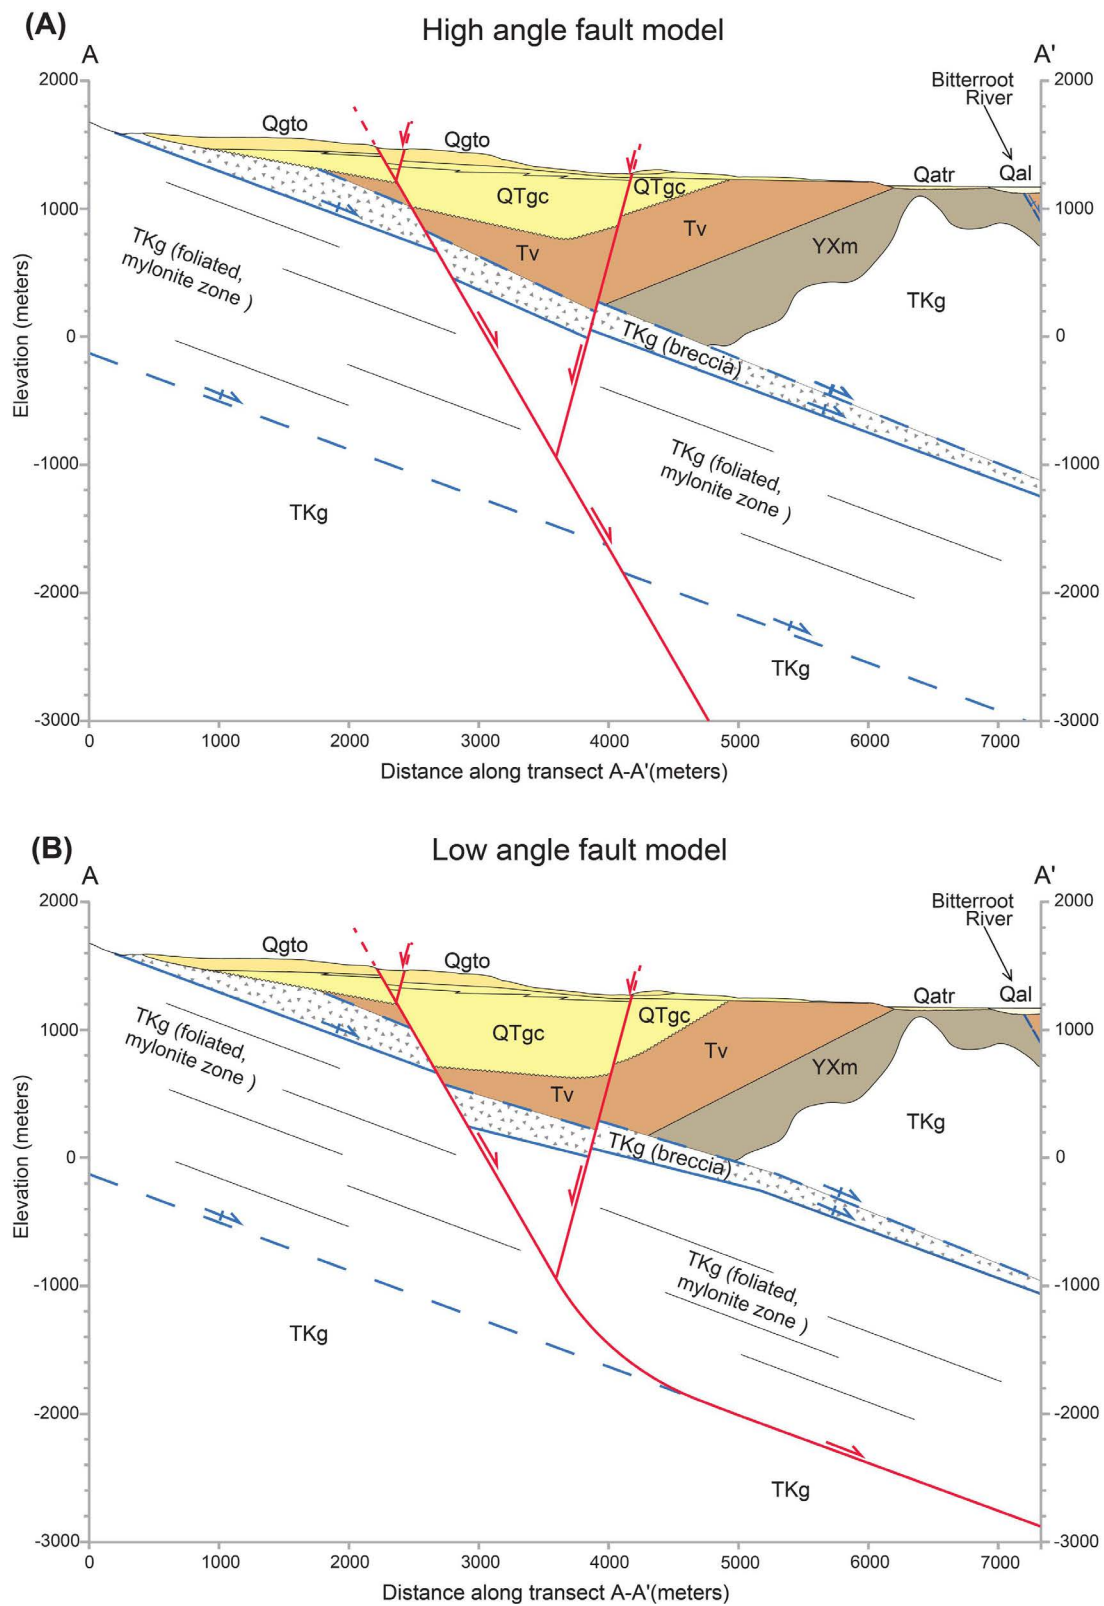 (A)
High angle fault model
A
A'
Bitterroot
River
2000
2000
Qgto
Qgto
Qatr
Qal
QTgc
QTgc
1000
1000
Tv
Tv
YXm
TKg (foliated,
mylonite zone )
TKg
Elevation (meters)
0
0
TKg (breccia)
-1000
-1000
TKg (foliated,
mylonite zone )
TKg
-2000
-2000
TKg
-3000
-3000
0 1000 2000 3000 4000 5000 6000 7000
Distance along transect A-A'(meters)
(B)
Low angle fault model
A
A'
Bitterroot
River
2000
2000
Qgto
Qgto
Qatr
Qal
QTgc
QTgc
1000
1000
Tv
Tv
YXm
TKg (foliated,
mylonite zone )
TKg
Elevation (meters)
0
0
TKg (breccia)
-1000
-1000
TKg (foliated,
mylonite zone )
TKg
-2000
-2000
TKg
-3000
-3000
0 1000 2000 3000 4000 5000 6000 7000
Distance along transect A-A'(meters)